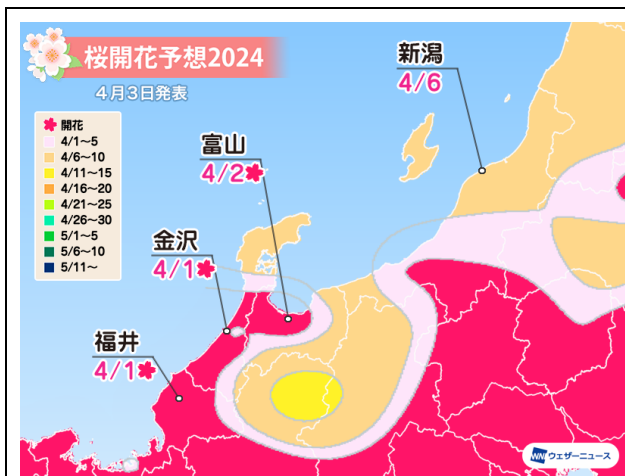 桜開花予想2024
4月3日発表
開花
4/1〜5
4/6〜10
4/11〜15
4/16〜20
4/21〜25
4/26〜30
5/1〜5
5/6〜10
5/11〜
新潟
4/6
富山
4/2
金沢
4/1
福井
4/1
WN ウェザーニュース